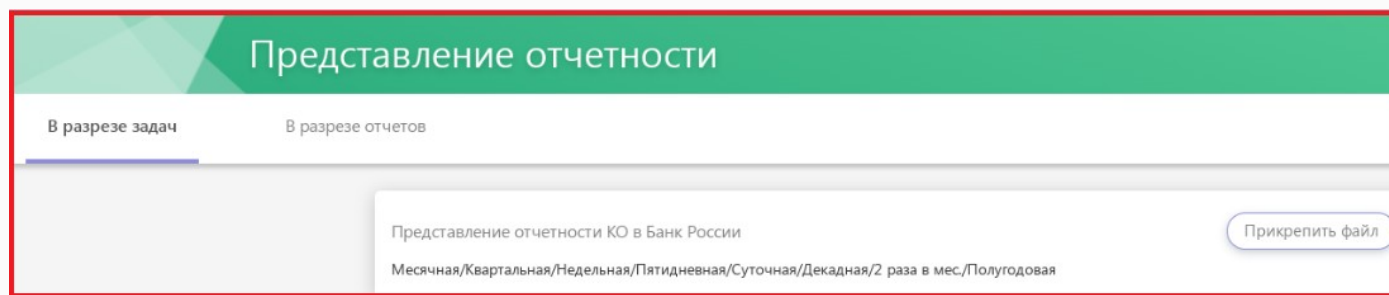 Представление отчетности
В разрезе задач В разрезе отчетов
Представление отчетности КО в Банк России
Прикрепить файл
Месячная/Квартальная/Недельная/Пятидневная/Суточная/Декадная/2 раза в мес./Полугодовая